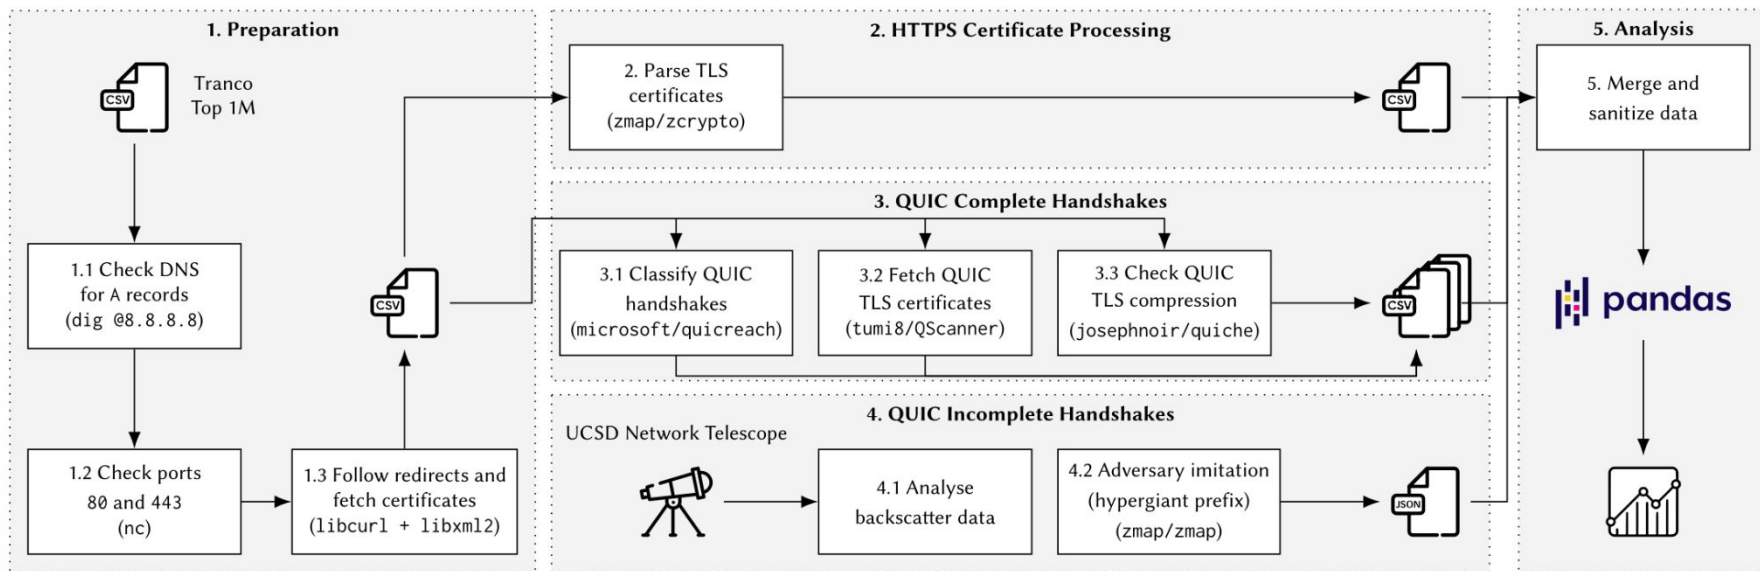 1. Preparation
CSV
Tranco
Top 1M
1.1 Check DNS
for A records
(dig @8.8.8.8)
1.2 Check ports
80 and 443
(nc)
1.3 Follow redirects and
fetch certificates
(libcurl + libxml2)
CSV
2. HTTPS Certificate Processing
2. Parse TLS
certificates
(zmap/zcrypto)
CSV
3. QUIC Complete Handshakes
3.1 Classify QUIC
handshakes
(microsoft/quicreach)
3.2 Fetch QUIC
TLS certificates
(tumi8/QScanner)
3.3 Check QUIC
TLS compression
(josephnoir/quiche)
CSV
4. QUIC Incomplete Handshakes
UCSD Network Telescope
4.1 Analyse
backscatter data
4.2 Adversary imitation
(hypergiant prefix)
(zmap/zmap)
JSON
5. Analysis
5. Merge and
sanitize data
pandas